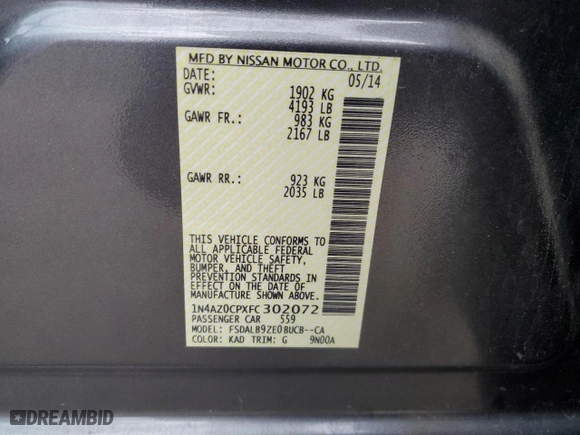 MFD BY NISSAN MOTOR CO., LTD.
DATE: 05/14
GVWR: 1902 KG
4193 LB
GAWR FR.: 983 KG
2167 LB
GAWR RR.: 923 KG
2035 LB
THIS VEHICLE CONFORMS TO
ALL APPLICABLE FEDERAL
MOTOR VEHICLE SAFETY,
BUMPER, AND THEFT
PREVENTION STANDARDS
IN EFFECT ON THE DATE OF
MANUFACTURE SHOWN ABOVE.
1N4AZ0CPXFC302072
PASSENGER CAR 559
MODEL: FSDALB9ZE0BUCB--CA
COLOR: KAD TRIM: G 9N00A
DREAMBID